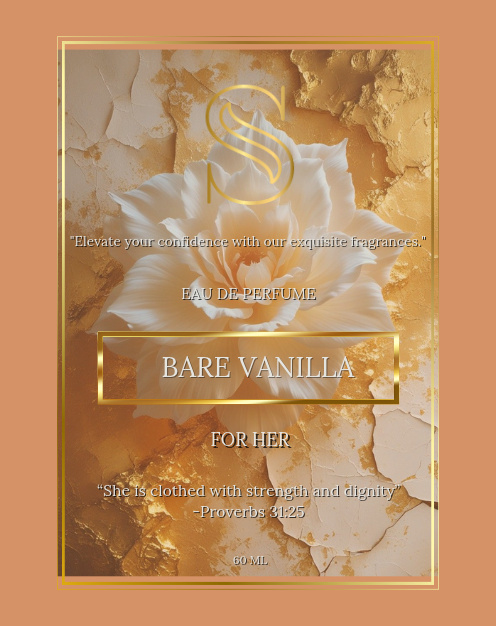 S
"Elevate your confidence with our exquisite fragrances."
EAU DE PERFUME
BARE VANILLA
FOR HER
“She is clothed with strength and dignity”
-Proverbs 31:25
60 ML